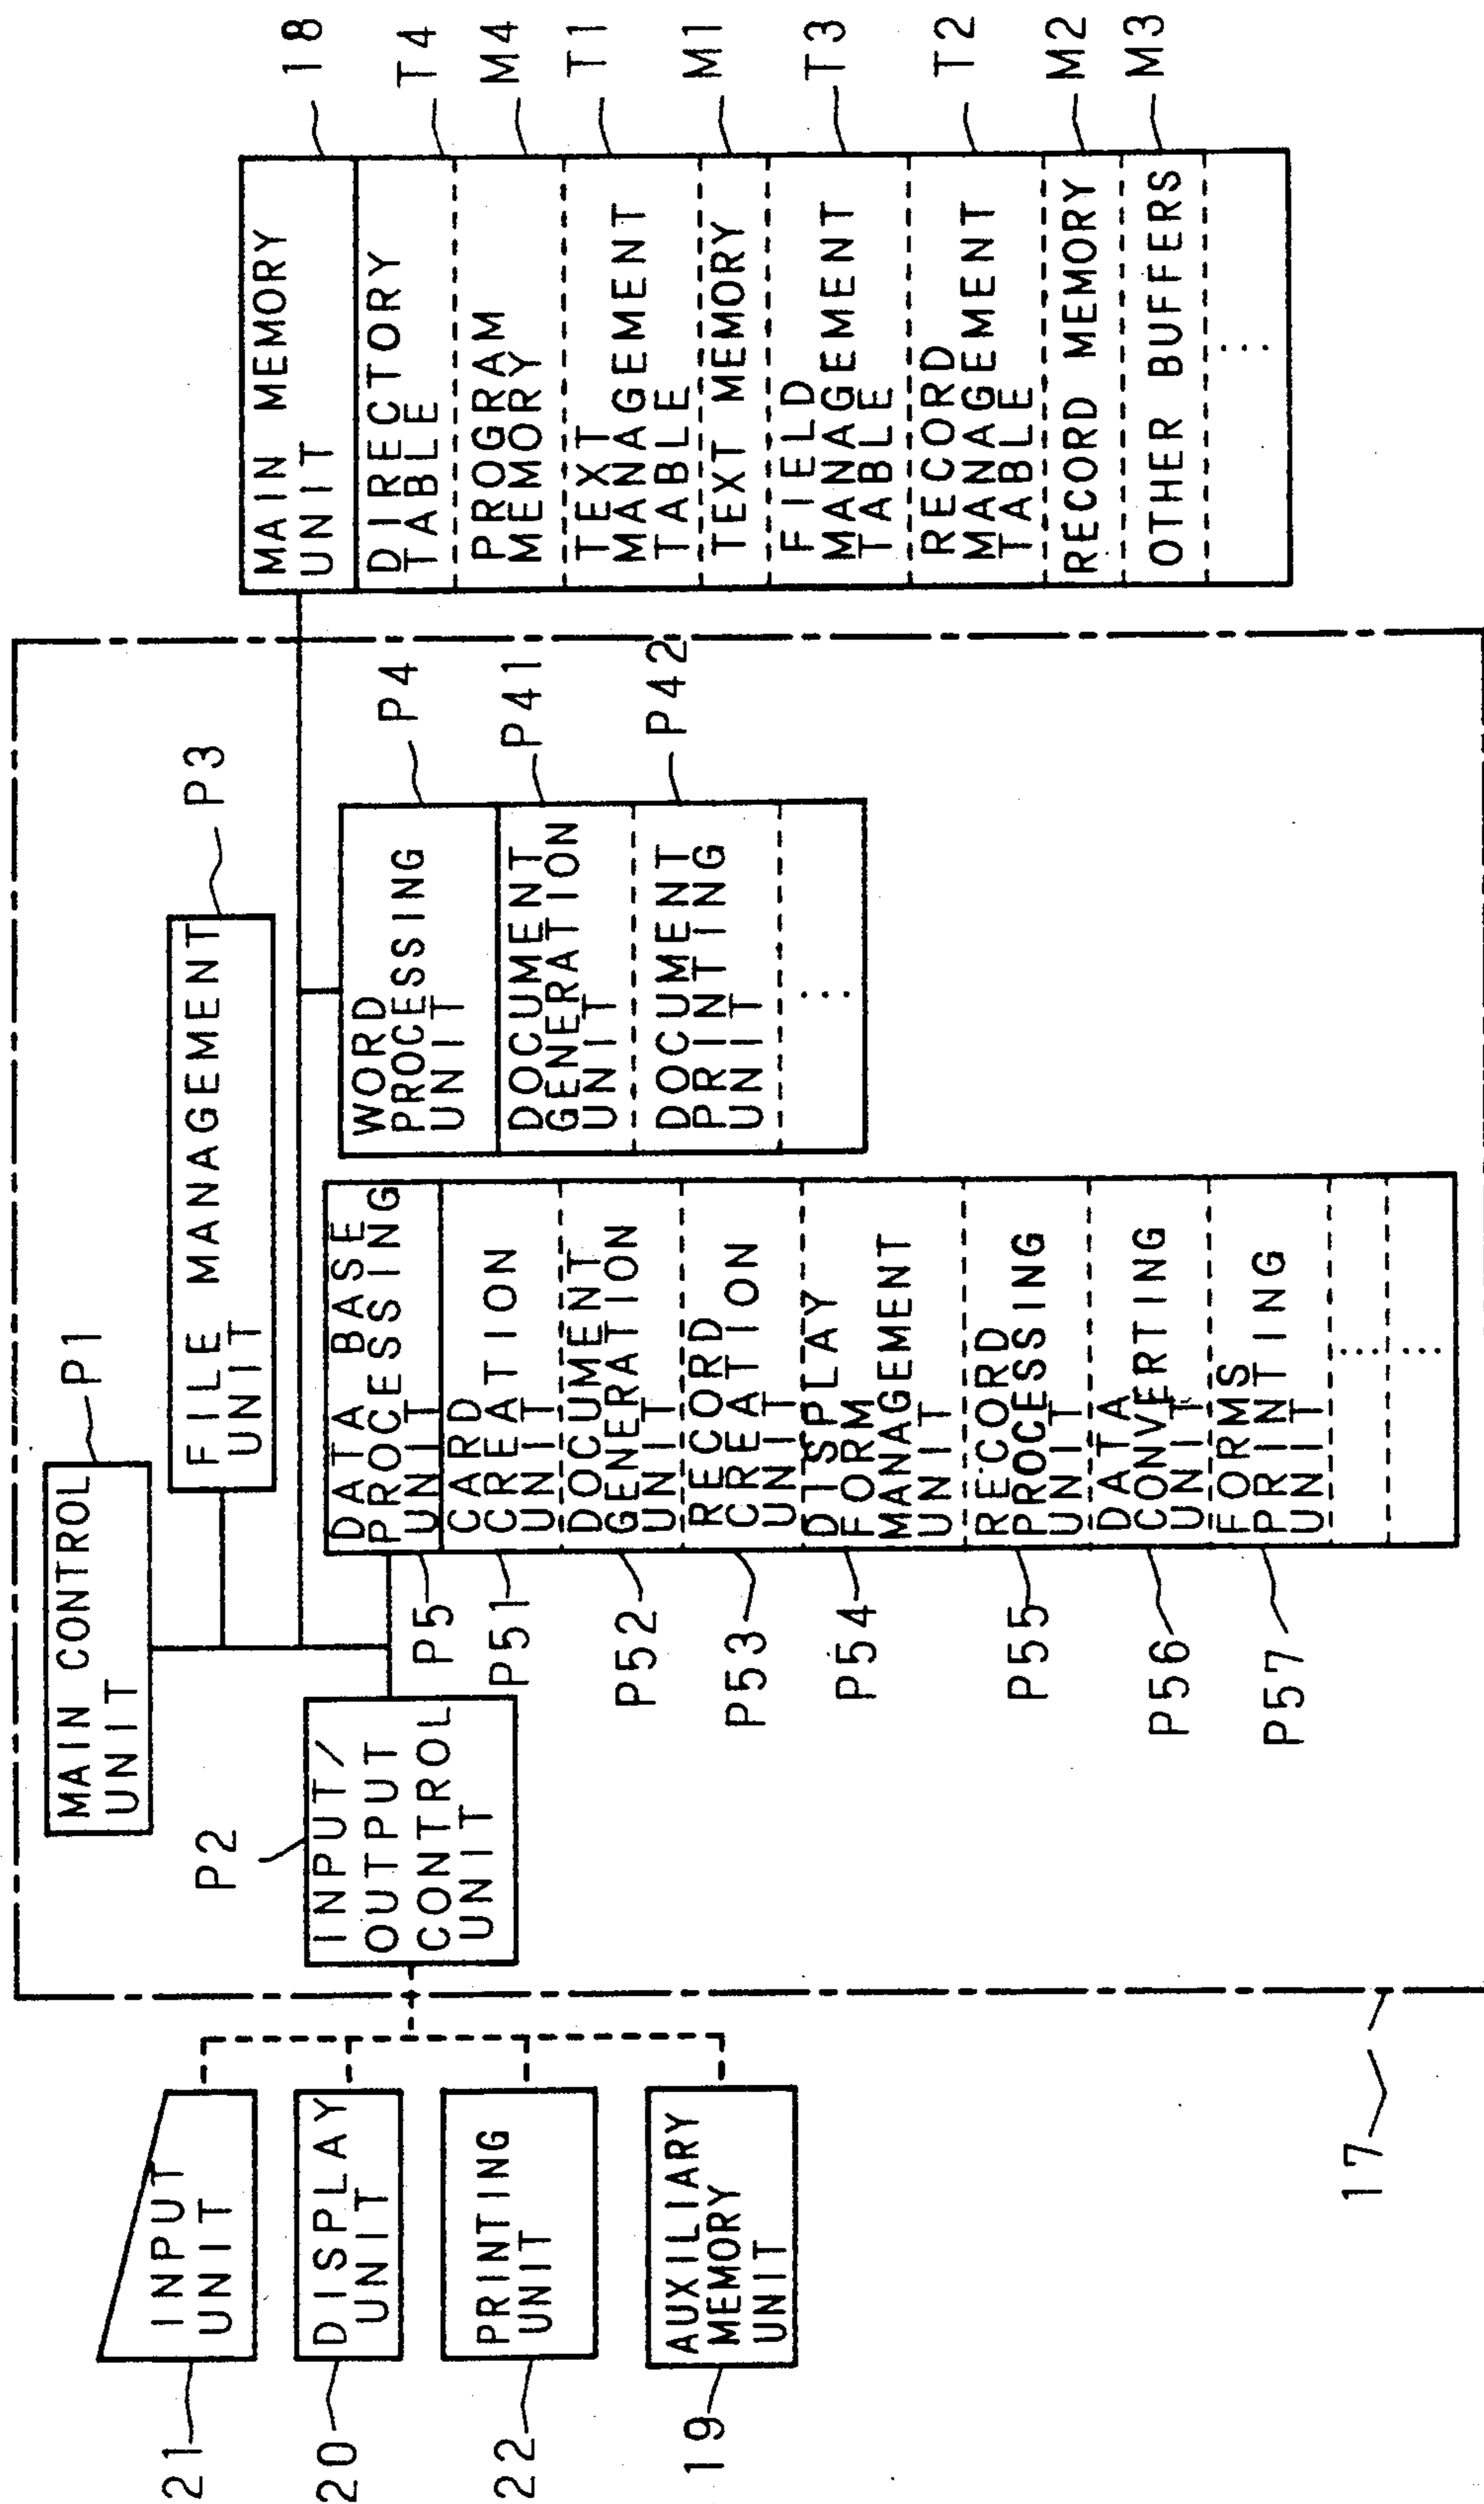 MAIN CONTROL
UNIT
P1
FILE MANAGEMENT
UNIT
P3
P2
INPUT/
OUTPUT
CONTROL
UNIT
INPUT
UNIT
21
DISPLAY
UNIT
20
PRINTING
UNIT
22
AUXILIARY
MEMORY
UNIT
19
17
DATA BASE
PROCESSING
UNIT
P5
CARD
CREATION
UNIT
P51
DOCUMENT
GENERATION
UNIT
P52
RECORD
CREATION
UNIT
P53
DISPLAY
FORM
MANAGEMENT
UNIT
P54
RECORD
PROCESSING
UNIT
P55
DATA
CONVERTING
UNIT
P56
FORMS
PRINTING
UNIT
P57
WORD
PROCESSING
UNIT
P4
DOCUMENT
GENERATION
UNIT
P41
DOCUMENT
PRINTING
UNIT
P42
MAIN MEMORY
UNIT
18
DIRECTORY
TABLE
T4
PROGRAM
MEMORY
M4
TEXT
MANAGEMENT
TABLE
T1
TEXT MEMORY
M1
FIELD
MANAGEMENT
TABLE
T3
RECORD
MANAGEMENT
TABLE
T2
RECORD MEMORY
M2
OTHER BUFFERS
M3